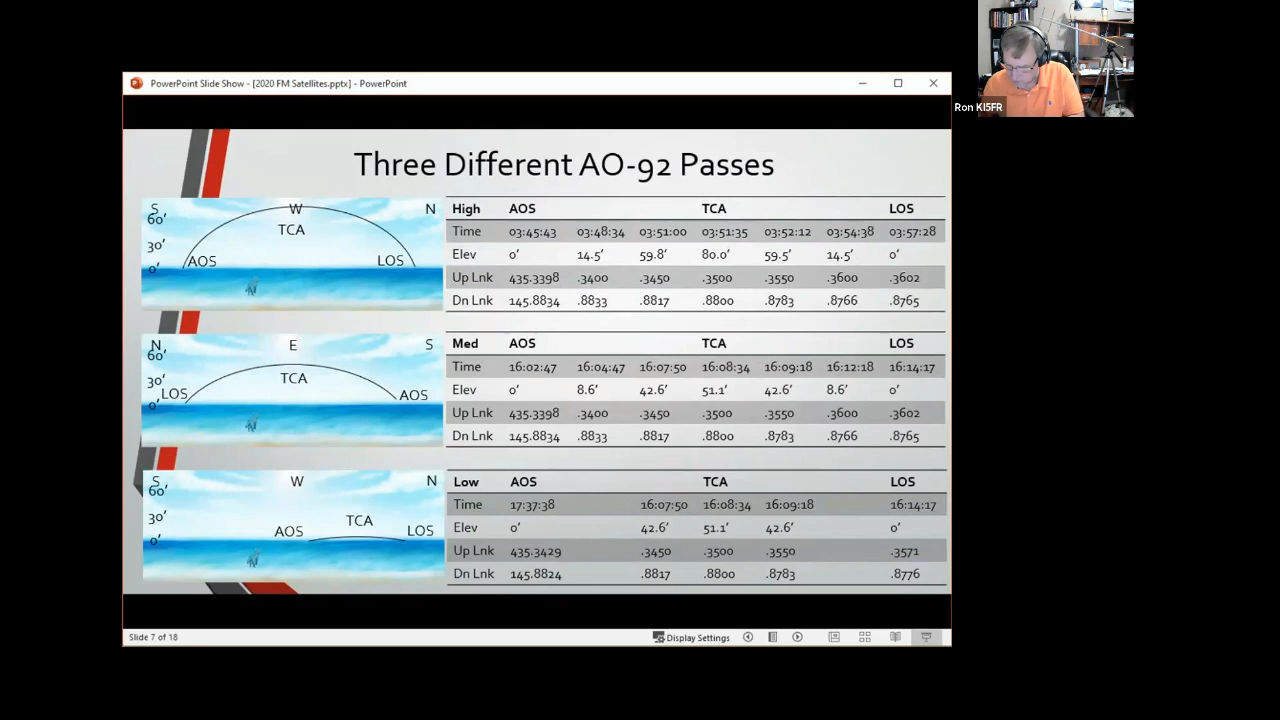 PowerPoint Slide Show - [2020 FM Satellites.pptx] - PowerPoint
Ron KI5FR
Three Different AO-92 Passes
S W N
60'
30'
0'
TCA
AOS LOS
High AOS TCA LOS
Time 03:45:43 03:48:34 03:51:00 03:51:35 03:52:12 03:54:38 03:57:28
Elev 0' 14.5' 59.8' 80.0' 59.5' 14.5' 0'
Up Lnk 435.3398 .3400 .3450 .3500 .3550 .3600 .3602
Dn Lnk 145.8834 .8833 .8817 .8800 .8783 .8766 .8765
N E S
60'
30'
0'
TCA
LOS AOS
Med AOS TCA LOS
Time 16:02:47 16:04:47 16:07:50 16:08:34 16:09:18 16:12:18 16:14:17
Elev 0' 8.6' 42.6' 51.1' 42.6' 8.6' 0'
Up Lnk 435.3398 .3400 .3450 .3500 .3550 .3600 .3602
Dn Lnk 145.8834 .8833 .8817 .8800 .8783 .8766 .8765
S W N
60'
30'
0'
TCA
AOS LOS
Low AOS TCA LOS
Time 17:37:38 16:07:50 16:08:34 16:09:18 16:14:17
Elev 0' 42.6' 51.1' 42.6' 0'
Up Lnk 435.3429 .3450 .3500 .3550 .3571
Dn Lnk 145.8824 .8817 .8800 .8783 .8776
Slide 7 of 18
Display Settings